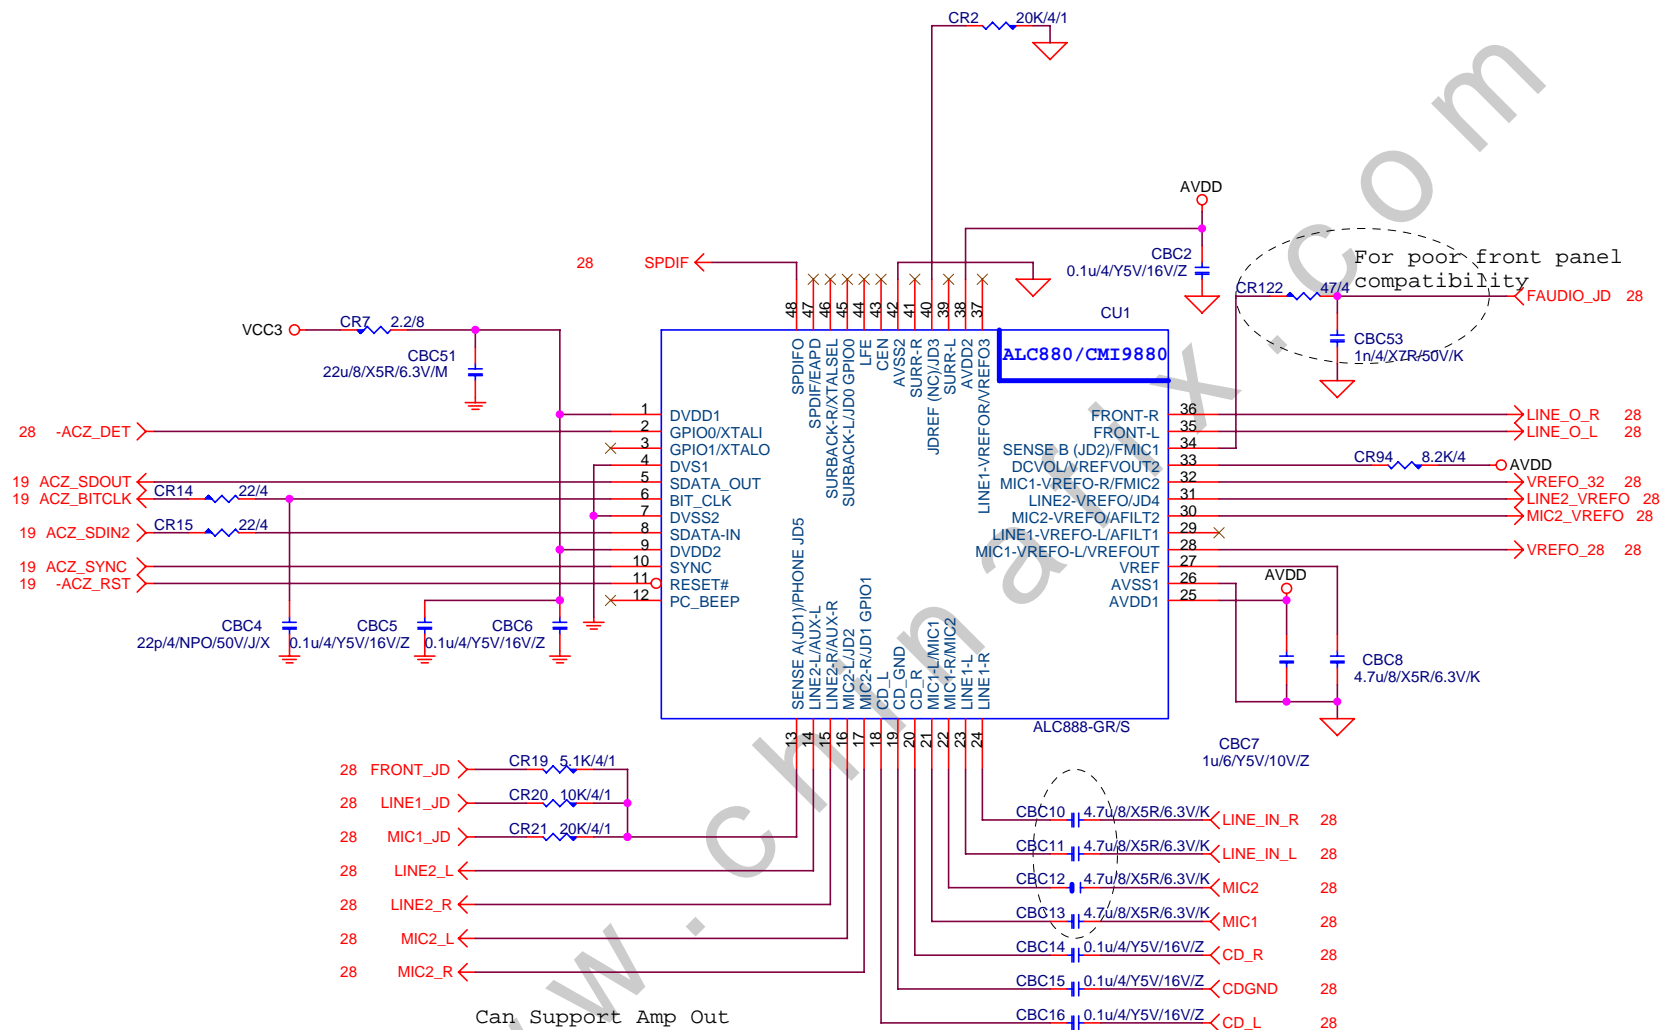 CR2 20K/4/1
AVDD
CBC2
0.1u/4/Y5V/16V/Z
For poor front panel
compatibility
CR122 47/4
FAUDIO_JD 28
CBC53
1n/4/X7R/50V/K
28 SPDIF
VCC3 CR7 2.2/8
CBC51
22u/8/X5R/6.3V/M
CU1
ALC880/CMI9880
48 47 46 45 44 43 42 41 40 39 38 37
SPDIFO
SPDIF/EAPD
SURBACK-R/XTALSEL
SURBACK-L/JD0 GPIO0
LFE
CEN
AVSS2
SURR-R
JDREF (NC)/JD3
SURR-L
AVDD2
LINE1-VREFOR/VREFO3
1 DVDD1
28 -ACZ_DET 2 GPIO0/XTALI
3 GPIO1/XTALO
4 DVS1
19 ACZ_SDOUT 5 SDATA_OUT
19 ACZ_BITCLK CR14 22/4 6 BIT_CLK
7 DVSS2
19 ACZ_SDIN2 CR15 22/4 8 SDATA-IN
9 DVDD2
19 ACZ_SYNC 10 SYNC
19 -ACZ_RST 11 RESET#
12 PC_BEEP
FRONT-R 36 LINE_O_R 28
FRONT-L 35 LINE_O_L 28
SENSE B (JD2)/FMIC1 34
DCVOL/VREFVOUT2 33 CR94 8.2K/4 AVDD
MIC1-VREFO-R/FMIC2 32 VREFO_32 28
LINE2-VREFO/JD4 31 LINE2_VREFO 28
MIC2-VREFO/AFILT2 30 MIC2_VREFO 28
LINE1-VREFO-L/AFILT1 29
MIC1-VREFO-L/VREFOUT 28 VREFO_28 28
VREF 27
AVSS1 26
AVDD1 25
AVDD
CBC4
22p/4/NPO/50V/J/X
CBC5
0.1u/4/Y5V/16V/Z
CBC6
0.1u/4/Y5V/16V/Z
CBC8
4.7u/8/X5R/6.3V/K
CBC7
1u/6/Y5V/10V/Z
SENSE A(JD1)/PHONE JD5
LINE2-L/AUX-L
LINE2-R/AUX-R
MIC2-L/JD2
MIC2-R/JD1 GPIO1
CD_L
CD_GND
CD_R
MIC1-L/MIC1
MIC1-R/MIC2
LINE1-L
LINE1-R
13 14 15 16 17 18 19 20 21 22 23 24
ALC888-GR/S
28 FRONT_JD CR19 5.1K/4/1
28 LINE1_JD CR20 10K/4/1
28 MIC1_JD CR21 20K/4/1
28 LINE2_L
28 LINE2_R
28 MIC2_L
28 MIC2_R
CBC10 4.7u/8/X5R/6.3V/K LINE_IN_R 28
CBC11 4.7u/8/X5R/6.3V/K LINE_IN_L 28
CBC12 4.7u/8/X5R/6.3V/K MIC2 28
CBC13 4.7u/8/X5R/6.3V/K MIC1 28
CBC14 0.1u/4/Y5V/16V/Z CD_R 28
CBC15 0.1u/4/Y5V/16V/Z CDGND 28
CBC16 0.1u/4/Y5V/16V/Z CD_L 28
Can Support Amp Out
w.chinafix.com